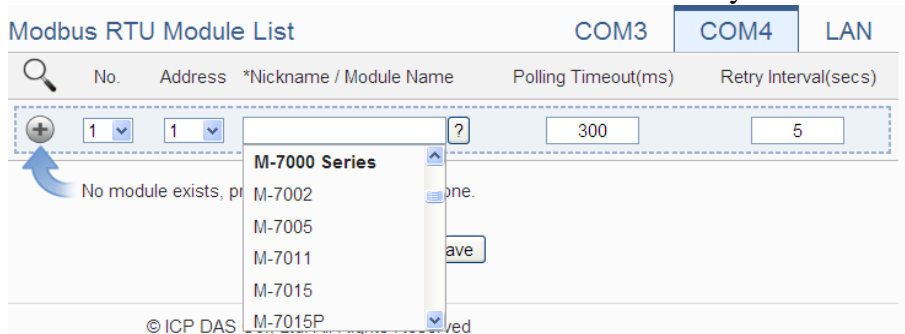 Modbus RTU Module List COM3 COM4 LAN
No. Address *Nickname / Module Name Polling Timeout(ms) Retry Interval(secs)
1 1 ? 300 5
M-7000 Series
No module exists, M-7002 one.
M-7005
M-7011 ave
M-7015
© ICP DAS M-7015P ved